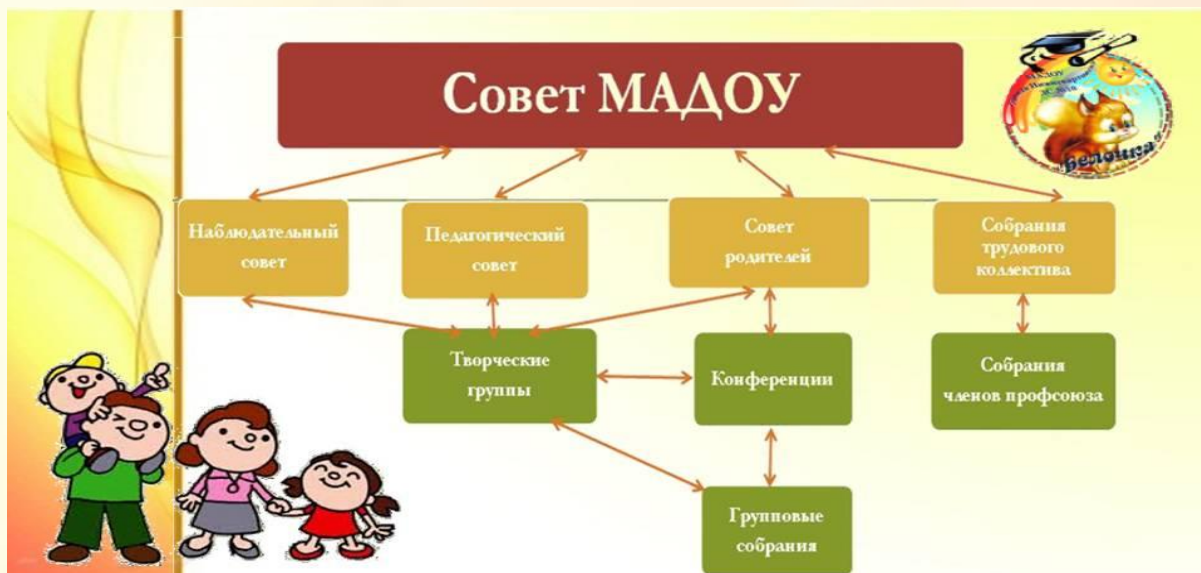 Совет МАДОУ
Белочка
Наблюдательный
совет
Педагогический
совет
Совет
родителей
Собрания
трудового
коллектива
Творческие
группы
Конференции
Собрания
членов профсоюза
Групповые
собрания